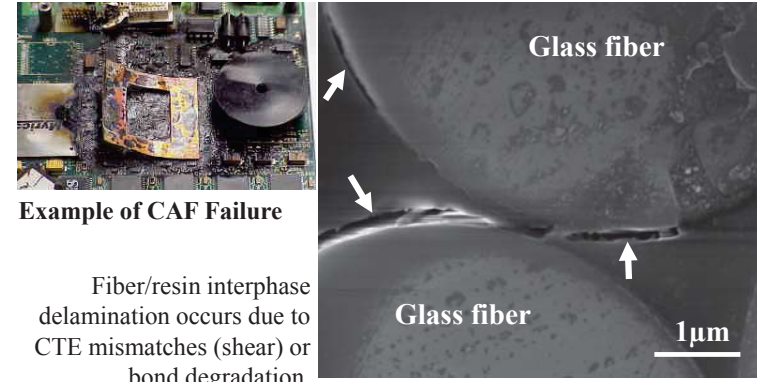 Example of CAF Failure
Fiber/resin interphase
delamination occurs due to
CTE mismatches (shear) or
bond degradation.
Glass fiber
Glass fiber
1µm